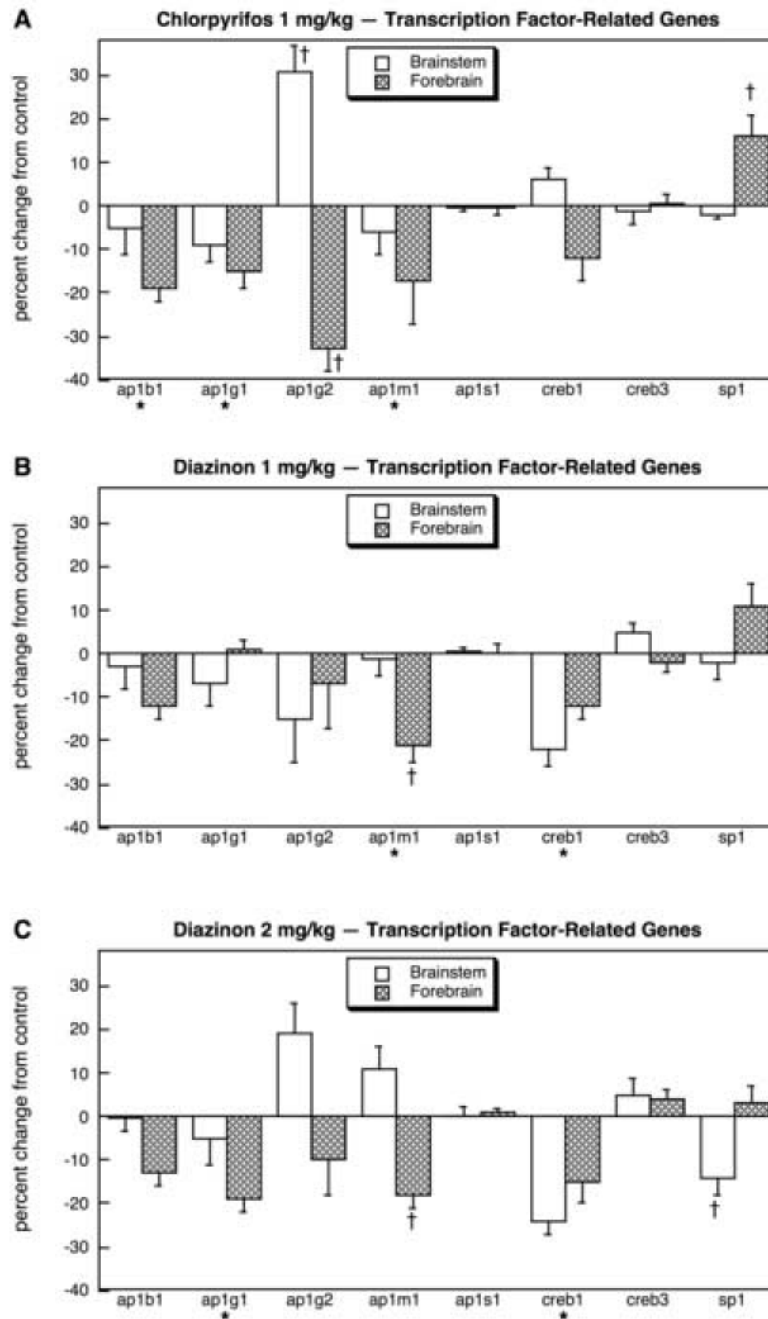 A
Chlorpyrifos 1 mg/kg — Transcription Factor-Related Genes
percent change from control
30
20
10
0
-10
-20
-30
-40
†
†
†
Brainstem
Forebrain
ap1b1 ap1g1 ap1g2 ap1m1 ap1s1 creb1 creb3 sp1
* * *
B
Diazinon 1 mg/kg — Transcription Factor-Related Genes
percent change from control
30
20
10
0
-10
-20
-30
-40
Brainstem
Forebrain
†
ap1b1 ap1g1 ap1g2 ap1m1 ap1s1 creb1 creb3 sp1
* *
C
Diazinon 2 mg/kg — Transcription Factor-Related Genes
percent change from control
30
20
10
0
-10
-20
-30
-40
Brainstem
Forebrain
† †
ap1b1 ap1g1 ap1g2 ap1m1 ap1s1 creb1 creb3 sp1
* *